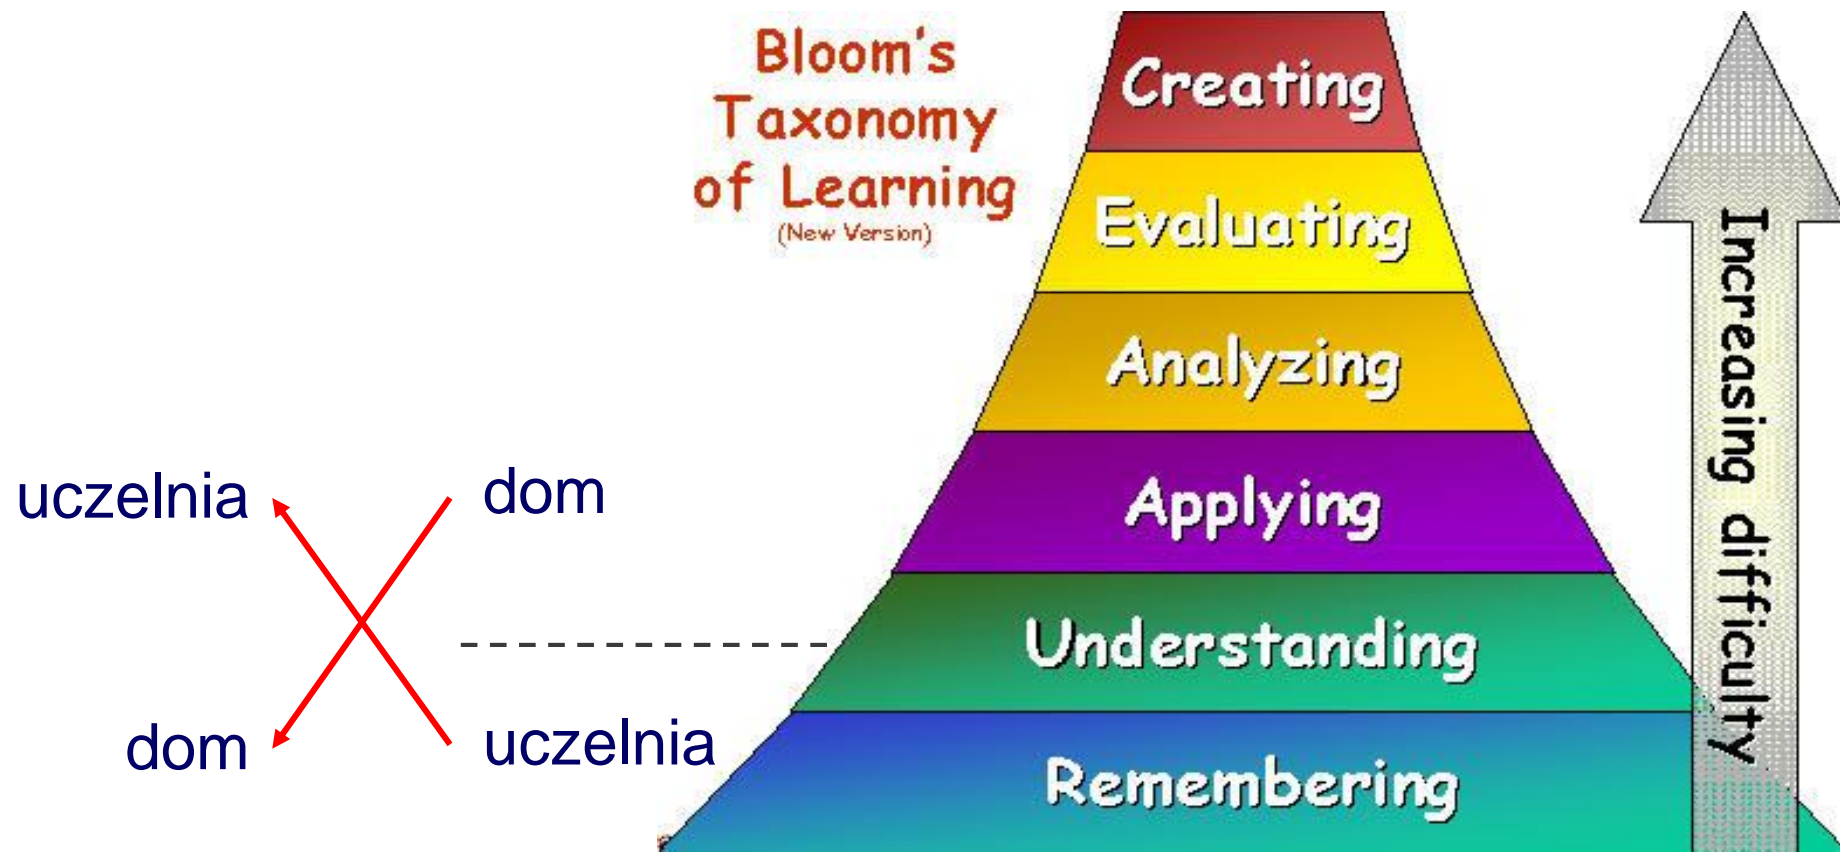 Bloom's
Taxonomy
of Learning
(New Version)
Creating
Evaluating
Analyzing
Applying
Understanding
Remembering
Increasing difficulty
uczelnia
dom
dom
uczelnia